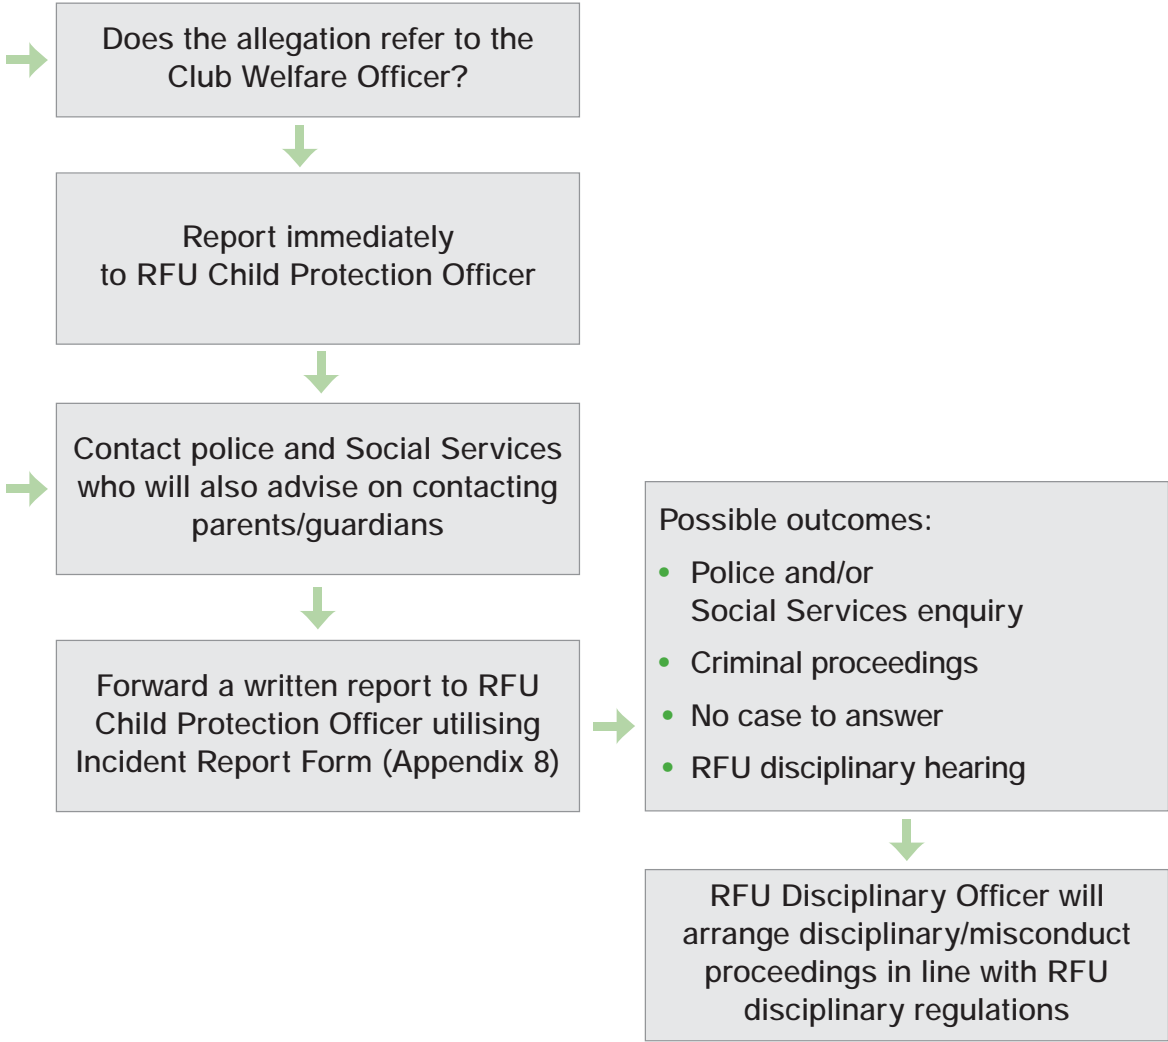 Does the allegation refer to the
Club Welfare Officer?
Report immediately
to RFU Child Protection Officer
Contact police and Social Services
who will also advise on contacting
parents/guardians
Forward a written report to RFU
Child Protection Officer utilising
Incident Report Form (Appendix 8)
Possible outcomes:
• Police and/or
Social Services enquiry
• Criminal proceedings
• No case to answer
• RFU disciplinary hearing
RFU Disciplinary Officer will
arrange disciplinary/misconduct
proceedings in line with RFU
disciplinary regulations